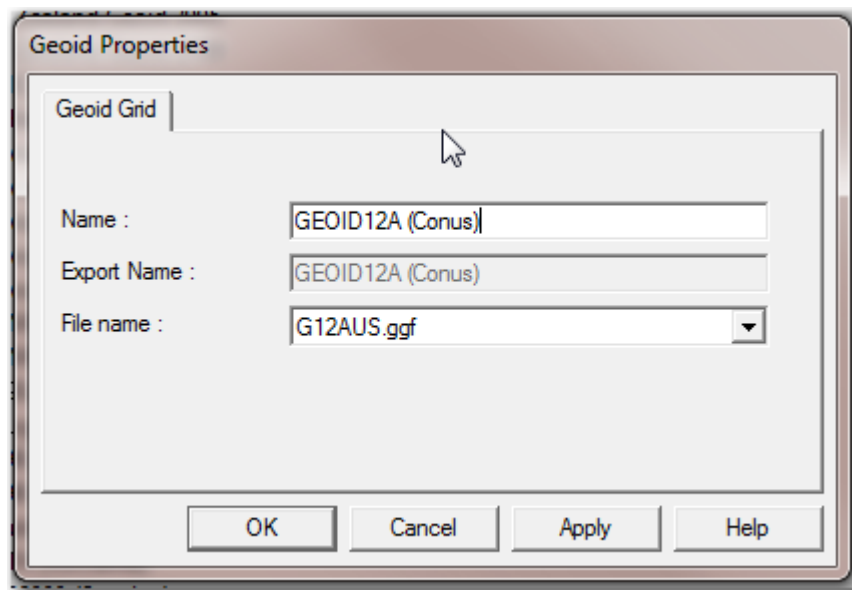 Geoid Properties
Geoid Grid
Name : GEOID12A (Conus)
Export Name : GEOID12A (Conus)
File name : G12AUS.ggf
OK Cancel Apply Help